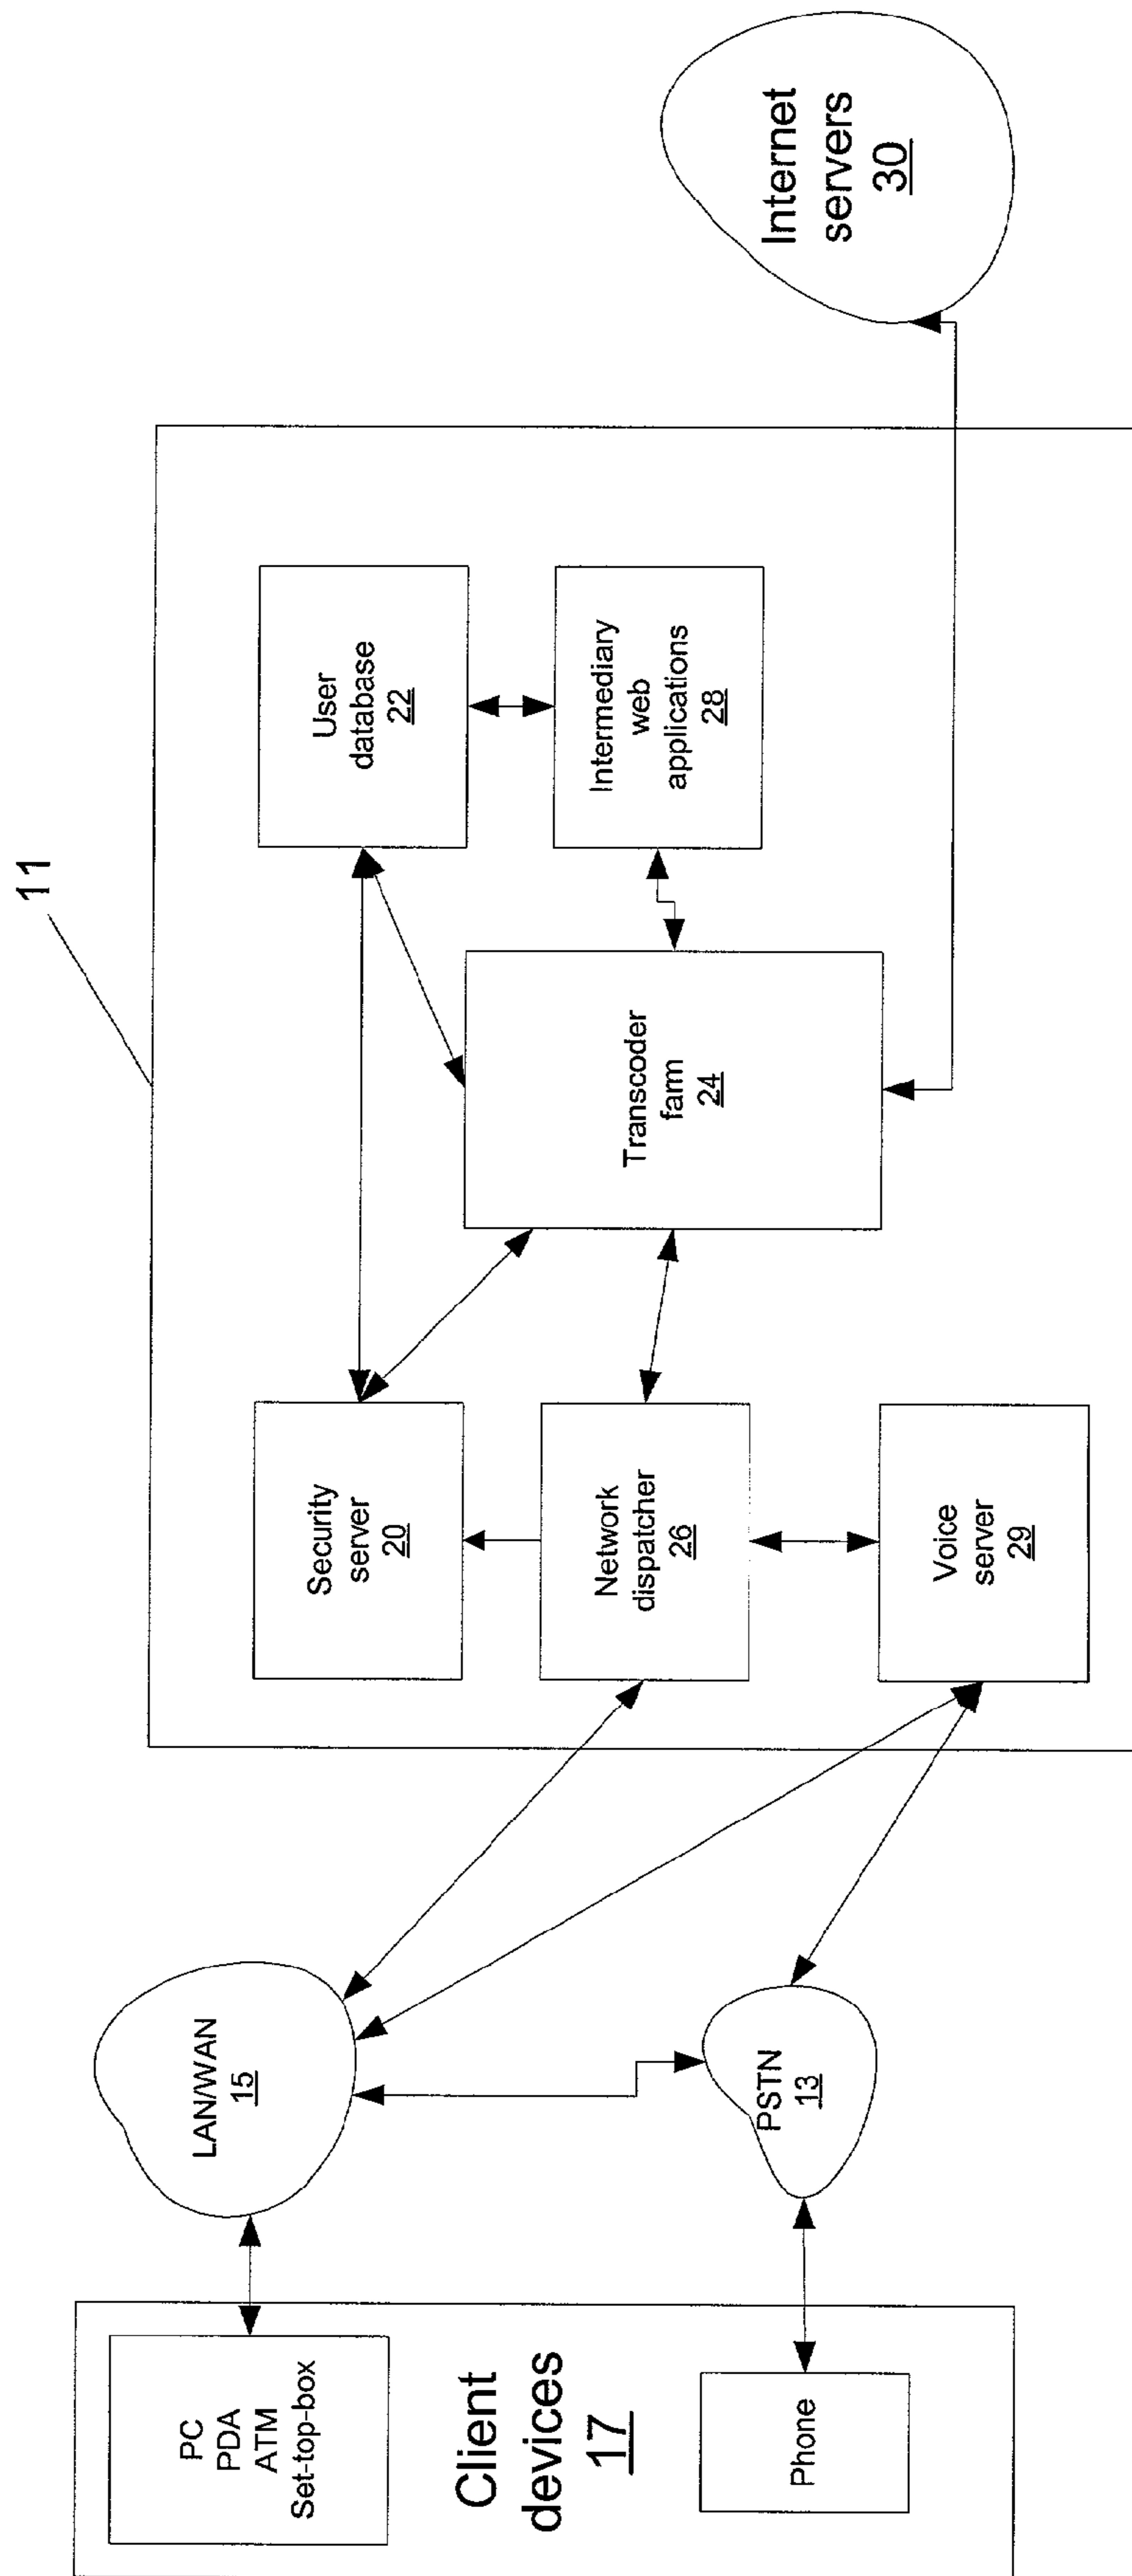 11
PC
PDA
ATM
Set-top-box
Client
devices
17
Phone
LAN/WAN
15
PSTN
13
Security
server
20
Network
dispatcher
26
Voice
server
29
Transcoder
farm
24
User
database
22
Intermediary
web
applications
28
Internet
servers
30